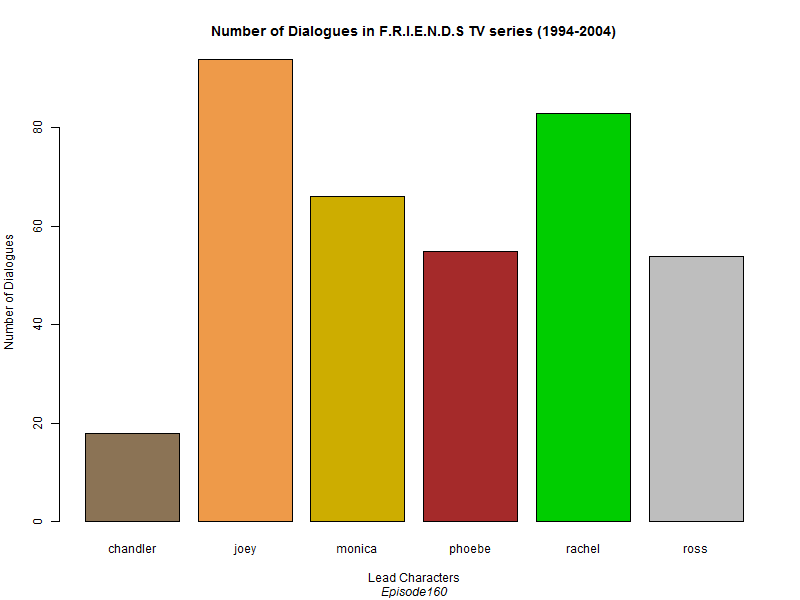 Number of Dialogues in F.R.I.E.N.D.S TV series (1994-2004)
Number of Dialogues
80
60
40
20
0
chandler joey monica phoebe rachel ross
Lead Characters
Episode160